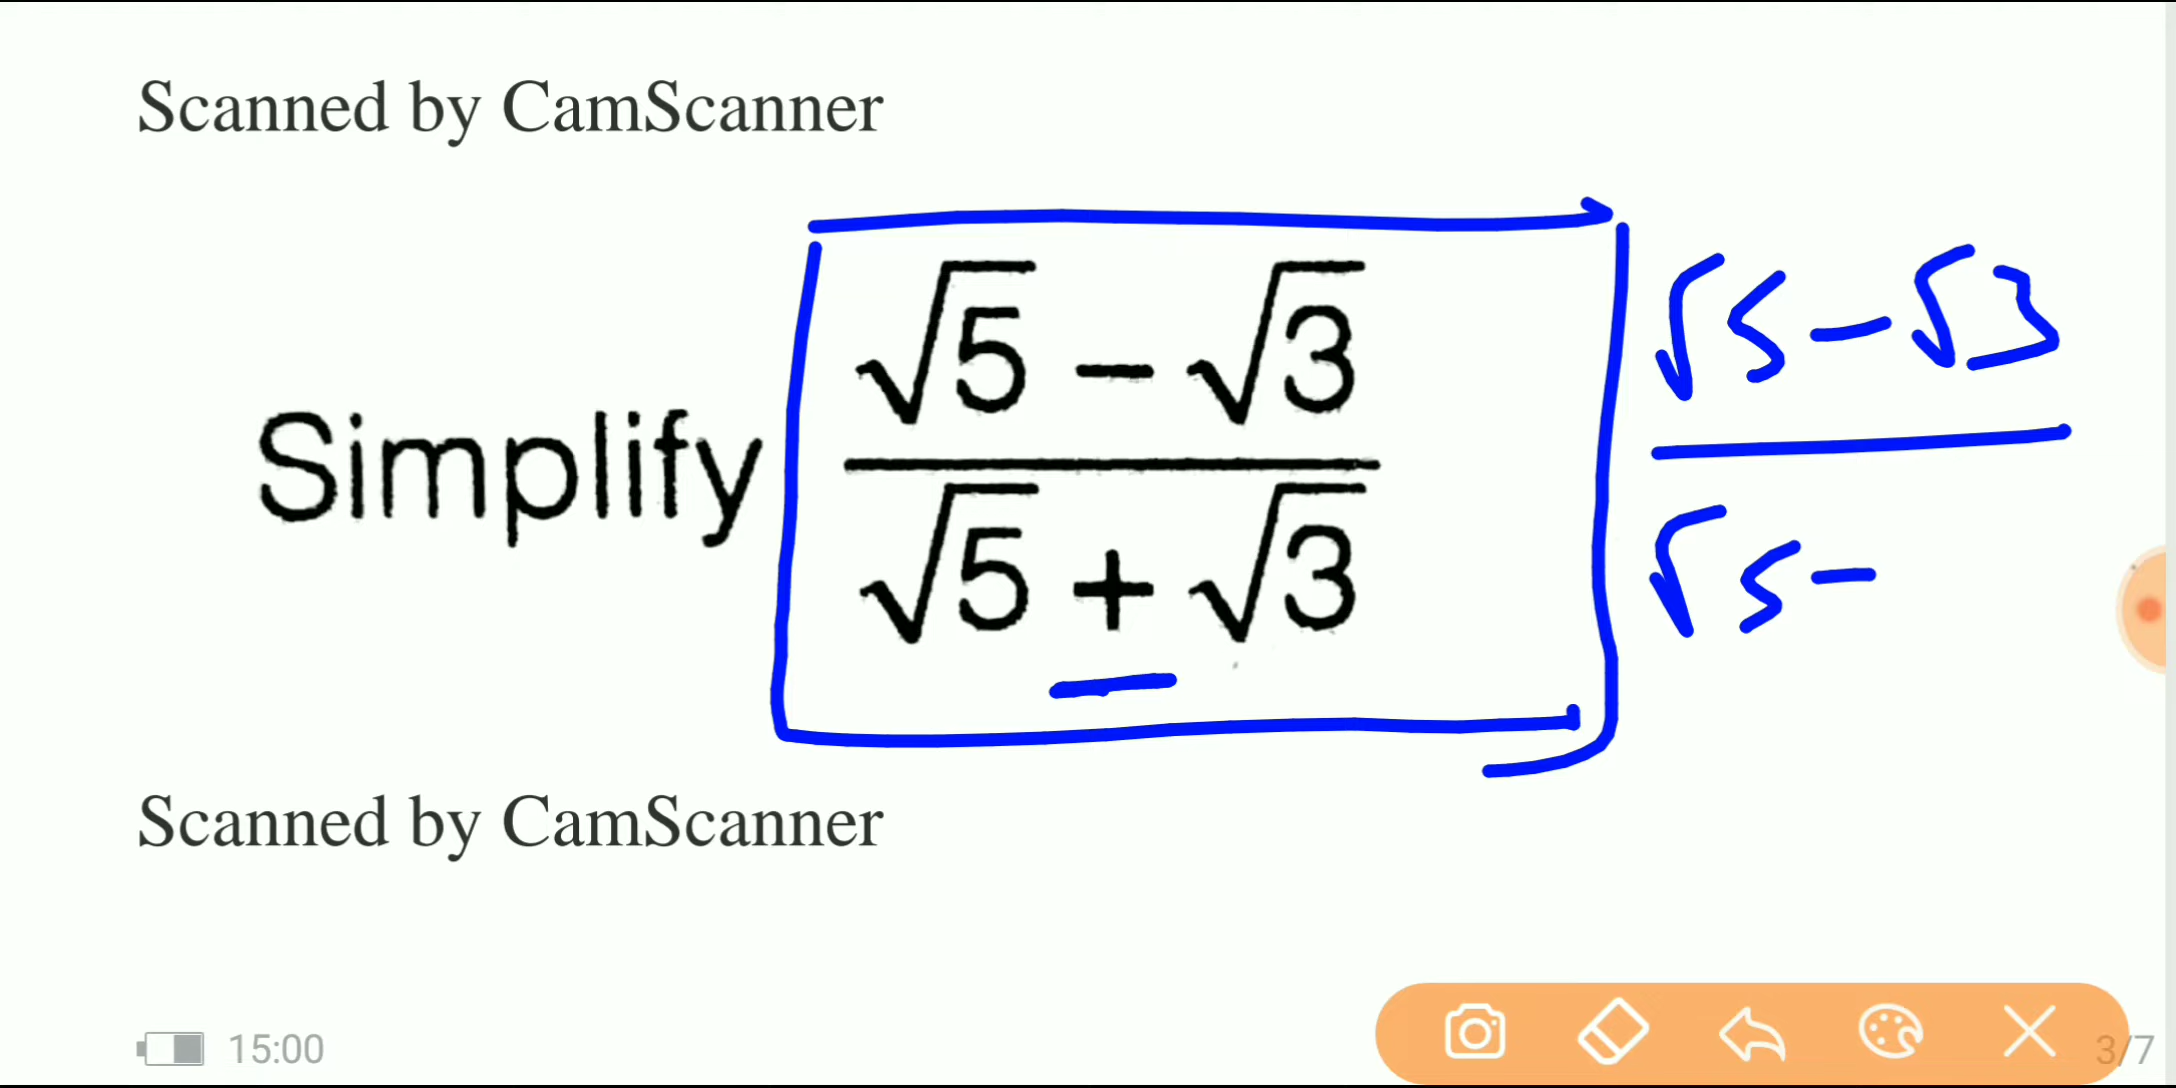 Scanned by CamScanner
Simplify (√5 − √3)/(√5 + √3)
(√5 − √3)/(√5 −
Scanned by CamScanner
15:00
3/7